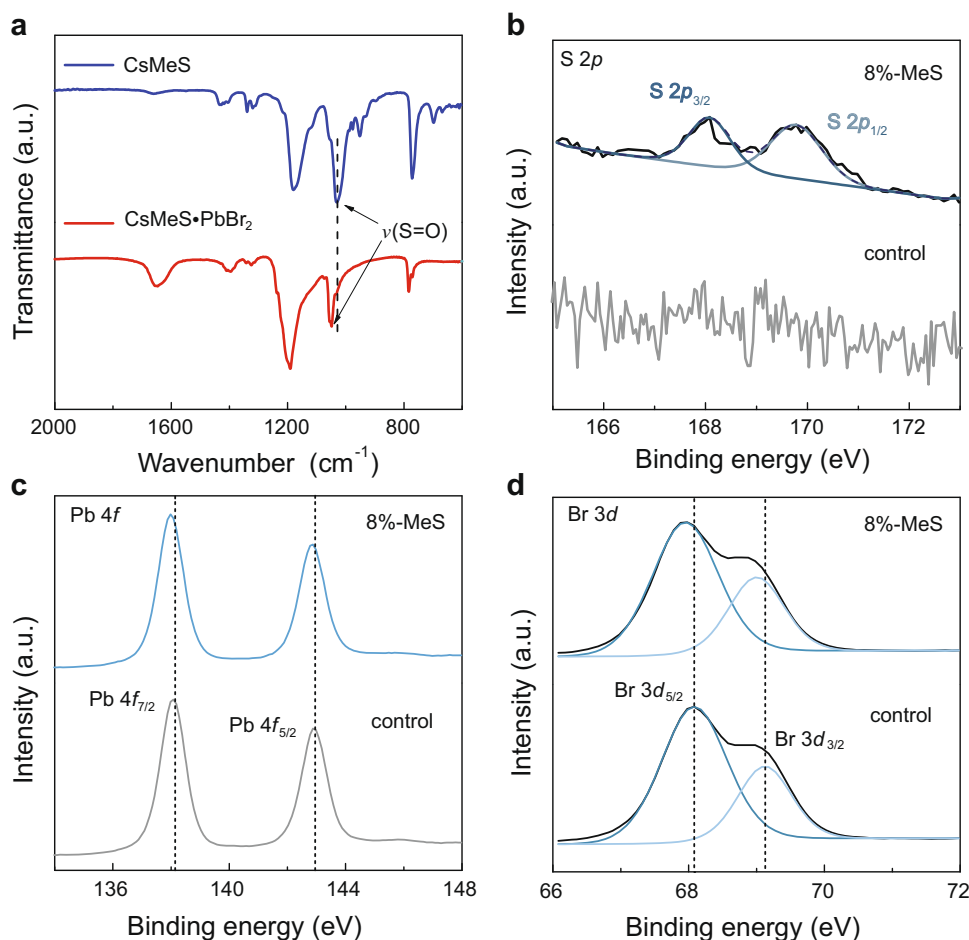 a
CsMeS
CsMeS•PbBr₂
ν(S=O)
Transmittance (a.u.)
2000 1600 1200 800
Wavenumber (cm⁻¹)
b
S 2p
8%-MeS
S 2p₃/₂
S 2p₁/₂
control
Intensity (a.u.)
166 168 170 172
Binding energy (eV)
c
Pb 4f
8%-MeS
Pb 4f₇/₂
Pb 4f₅/₂
control
Intensity (a.u.)
136 140 144 148
Binding energy (eV)
d
Br 3d
8%-MeS
Br 3d₅/₂
control
Br 3d₃/₂
Intensity (a.u.)
66 68 70 72
Binding energy (eV)